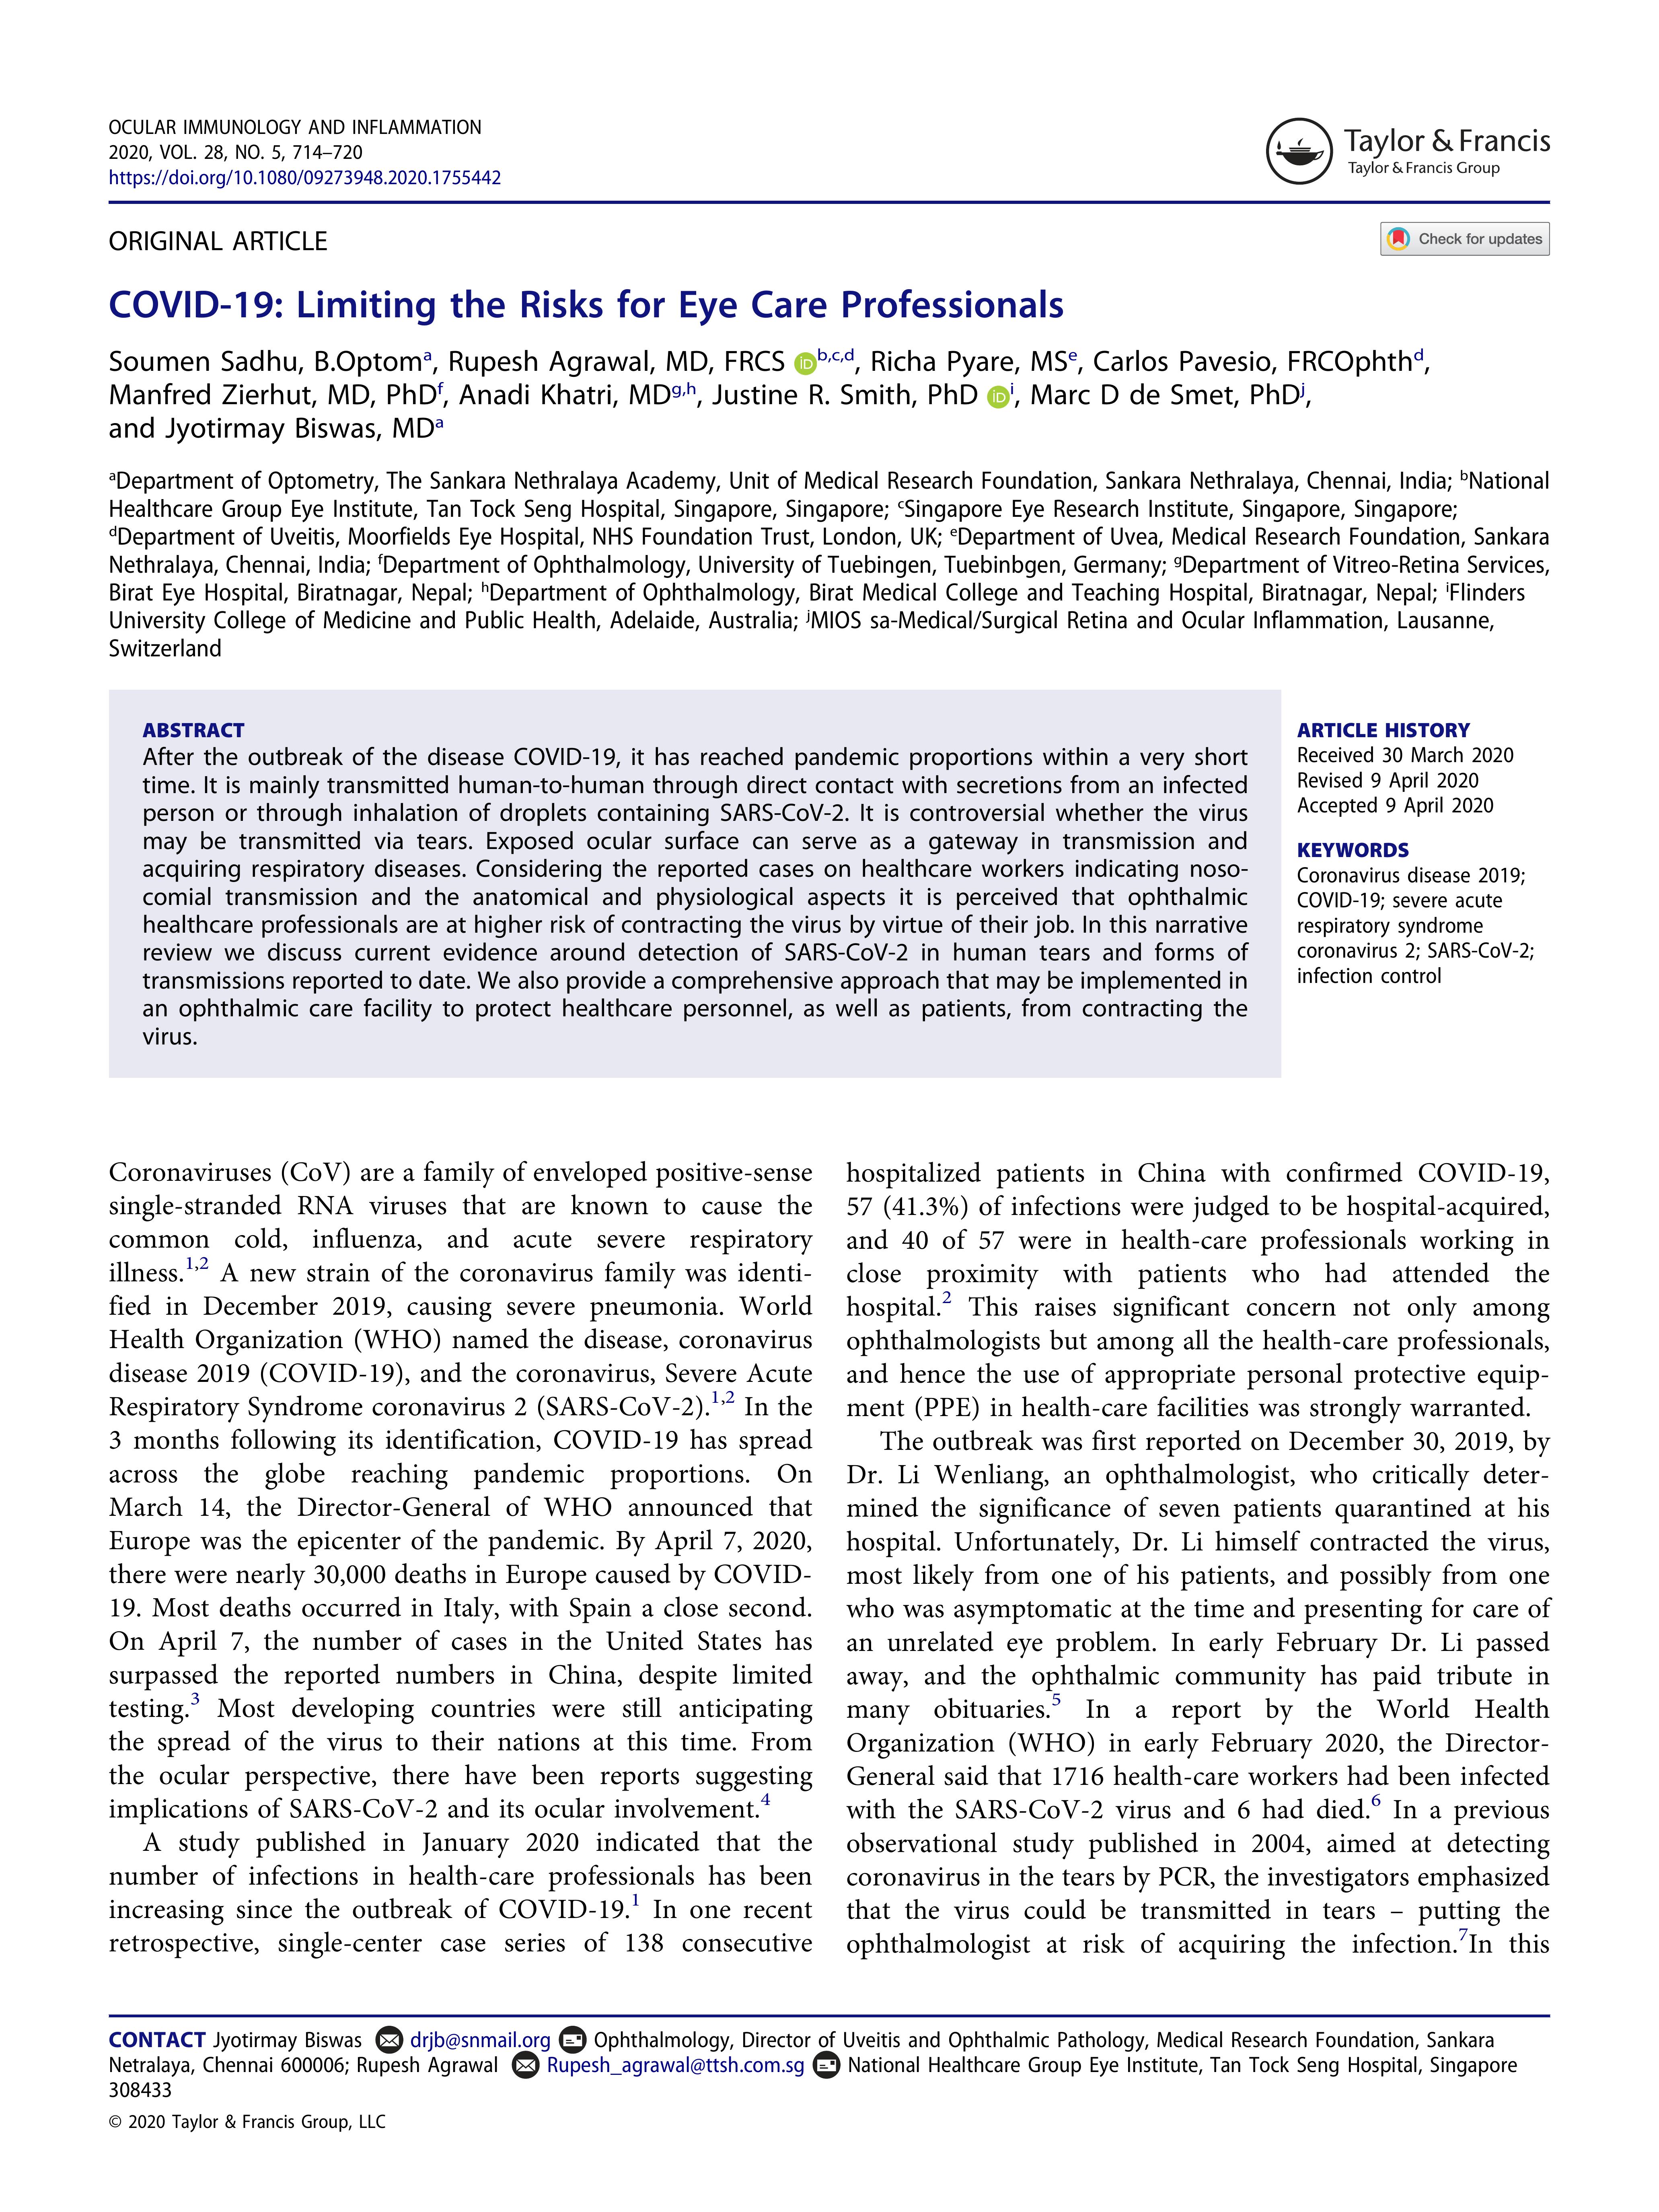 OCULAR IMMUNOLOGY AND INFLAMMATION
2020, VOL. 28, NO. 5, 714–720
https://doi.org/10.1080/09273948.2020.1755442
Taylor & Francis
Taylor & Francis Group
ORIGINAL ARTICLE
Check for updates
COVID-19: Limiting the Risks for Eye Care Professionals
Soumen Sadhu, B.Optomᵃ, Rupesh Agrawal, MD, FRCS iD ᵇ,ᶜ,ᵈ, Richa Pyare, MSᵉ, Carlos Pavesio, FRCOphthᵈ,
Manfred Zierhut, MD, PhDᶠ, Anadi Khatri, MDᵍ,ʰ, Justine R. Smith, PhD iD ⁱ, Marc D de Smet, PhDʲ,
and Jyotirmay Biswas, MDᵃ
ᵃDepartment of Optometry, The Sankara Nethralaya Academy, Unit of Medical Research Foundation, Sankara Nethralaya, Chennai, India; ᵇNational
Healthcare Group Eye Institute, Tan Tock Seng Hospital, Singapore, Singapore; ᶜSingapore Eye Research Institute, Singapore, Singapore;
ᵈDepartment of Uveitis, Moorfields Eye Hospital, NHS Foundation Trust, London, UK; ᵉDepartment of Uvea, Medical Research Foundation, Sankara
Nethralaya, Chennai, India; ᶠDepartment of Ophthalmology, University of Tuebingen, Tuebinbgen, Germany; ᵍDepartment of Vitreo-Retina Services,
Birat Eye Hospital, Biratnagar, Nepal; ʰDepartment of Ophthalmology, Birat Medical College and Teaching Hospital, Biratnagar, Nepal; ⁱFlinders
University College of Medicine and Public Health, Adelaide, Australia; ʲMIOS sa-Medical/Surgical Retina and Ocular Inflammation, Lausanne,
Switzerland
ABSTRACT
After the outbreak of the disease COVID-19, it has reached pandemic proportions within a very short
time. It is mainly transmitted human-to-human through direct contact with secretions from an infected
person or through inhalation of droplets containing SARS-CoV-2. It is controversial whether the virus
may be transmitted via tears. Exposed ocular surface can serve as a gateway in transmission and
acquiring respiratory diseases. Considering the reported cases on healthcare workers indicating noso-
comial transmission and the anatomical and physiological aspects it is perceived that ophthalmic
healthcare professionals are at higher risk of contracting the virus by virtue of their job. In this narrative
review we discuss current evidence around detection of SARS-CoV-2 in human tears and forms of
transmissions reported to date. We also provide a comprehensive approach that may be implemented in
an ophthalmic care facility to protect healthcare personnel, as well as patients, from contracting the
virus.
ARTICLE HISTORY
Received 30 March 2020
Revised 9 April 2020
Accepted 9 April 2020
KEYWORDS
Coronavirus disease 2019;
COVID-19; severe acute
respiratory syndrome
coronavirus 2; SARS-CoV-2;
infection control
Coronaviruses (CoV) are a family of enveloped positive-sense
single-stranded RNA viruses that are known to cause the
common cold, influenza, and acute severe respiratory
illness.¹,² A new strain of the coronavirus family was identi-
fied in December 2019, causing severe pneumonia. World
Health Organization (WHO) named the disease, coronavirus
disease 2019 (COVID-19), and the coronavirus, Severe Acute
Respiratory Syndrome coronavirus 2 (SARS-CoV-2).¹,² In the
3 months following its identification, COVID-19 has spread
across the globe reaching pandemic proportions. On
March 14, the Director-General of WHO announced that
Europe was the epicenter of the pandemic. By April 7, 2020,
there were nearly 30,000 deaths in Europe caused by COVID-
19. Most deaths occurred in Italy, with Spain a close second.
On April 7, the number of cases in the United States has
surpassed the reported numbers in China, despite limited
testing.³ Most developing countries were still anticipating
the spread of the virus to their nations at this time. From
the ocular perspective, there have been reports suggesting
implications of SARS-CoV-2 and its ocular involvement.⁴
A study published in January 2020 indicated that the
number of infections in health-care professionals has been
increasing since the outbreak of COVID-19.¹ In one recent
retrospective, single-center case series of 138 consecutive
hospitalized patients in China with confirmed COVID-19,
57 (41.3%) of infections were judged to be hospital-acquired,
and 40 of 57 were in health-care professionals working in
close proximity with patients who had attended the
hospital.² This raises significant concern not only among
ophthalmologists but among all the health-care professionals,
and hence the use of appropriate personal protective equip-
ment (PPE) in health-care facilities was strongly warranted.
The outbreak was first reported on December 30, 2019, by
Dr. Li Wenliang, an ophthalmologist, who critically deter-
mined the significance of seven patients quarantined at his
hospital. Unfortunately, Dr. Li himself contracted the virus,
most likely from one of his patients, and possibly from one
who was asymptomatic at the time and presenting for care of
an unrelated eye problem. In early February Dr. Li passed
away, and the ophthalmic community has paid tribute in
many obituaries.⁵ In a report by the World Health
Organization (WHO) in early February 2020, the Director-
General said that 1716 health-care workers had been infected
with the SARS-CoV-2 virus and 6 had died.⁶ In a previous
observational study published in 2004, aimed at detecting
coronavirus in the tears by PCR, the investigators emphasized
that the virus could be transmitted in tears – putting the
ophthalmologist at risk of acquiring the infection.⁷In this
CONTACT Jyotirmay Biswas drjb@snmail.org Ophthalmology, Director of Uveitis and Ophthalmic Pathology, Medical Research Foundation, Sankara
Netralaya, Chennai 600006; Rupesh Agrawal Rupesh_agrawal@ttsh.com.sg National Healthcare Group Eye Institute, Tan Tock Seng Hospital, Singapore
308433
© 2020 Taylor & Francis Group, LLC